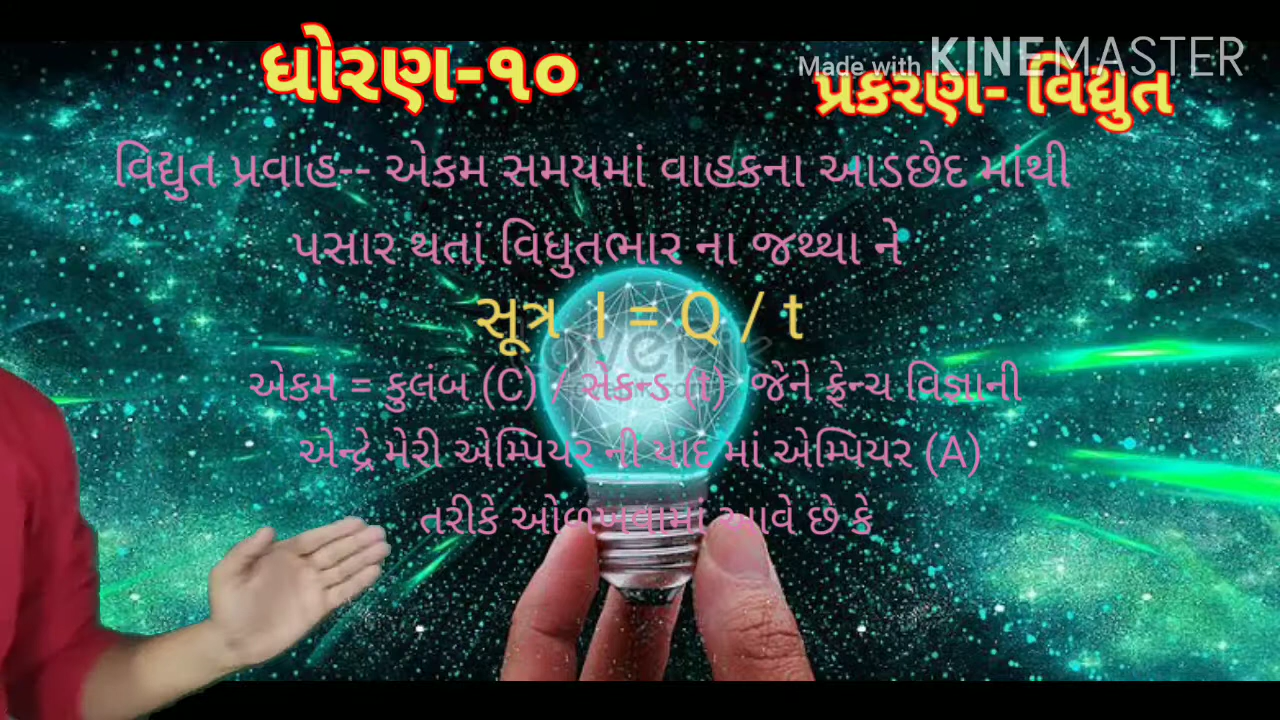 ધોરણ-૧૦
Made with KINEMASTER
પ્રકરણ- વિદ્યુત
વિદ્યુત પ્રવાહ-- એકમ સમયમાં વાહકના આડછેદ માંથી
પસાર થતાં વિધુતભાર ના જથ્થા ને
સૂત્ર I = Q / t
એકમ = કુલંબ (C) / સેકન્ડ (t) જેને ફ્રેન્ચ વિજ્ઞાની
એન્દ્રે મેરી એમ્પિયર ની યાદ માં એમ્પિયર (A)
તરીકે ઓળખવામાં આવે છે કે